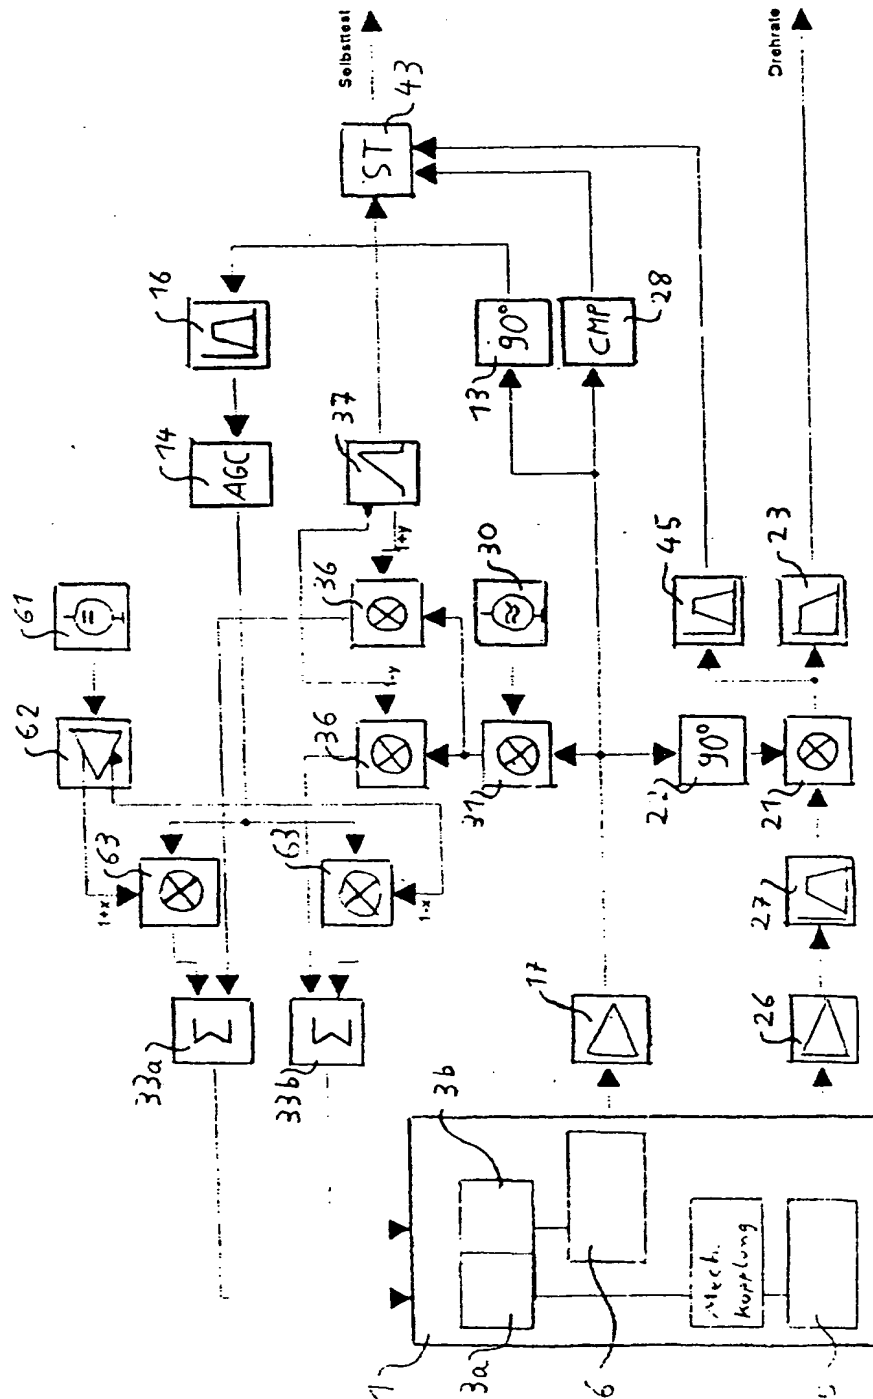 Selbsttest
Drehrate
ST
43
16
14
AGC
37
90°
13
CMP
28
61
62
36
1+y
30
45
23
1-y
36
31
90°
21
63
1+x
63
1-x
27
33a
Σ
33b
Σ
17
26
3b
Mech.
Kopplung
1
3a
6